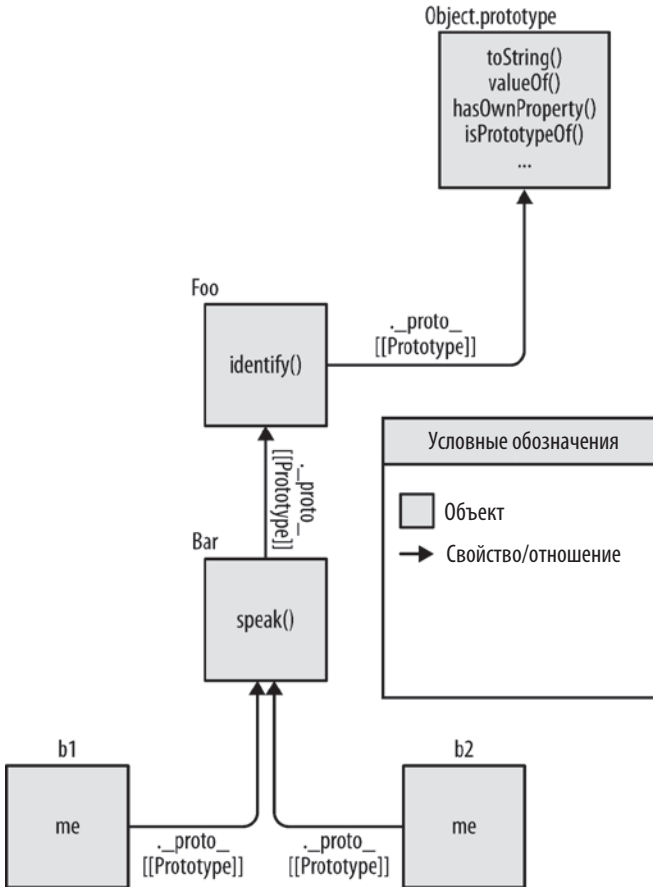 Object.prototype
toString()
valueOf()
hasOwnProperty()
isPrototypeOf()
...
Foo
identify()
._proto_
[[Prototype]]
._proto_
[[Prototype]]
Условные обозначения
Объект
Свойство/отношение
Bar
speak()
b1
me
._proto_
[[Prototype]]
b2
me
._proto_
[[Prototype]]